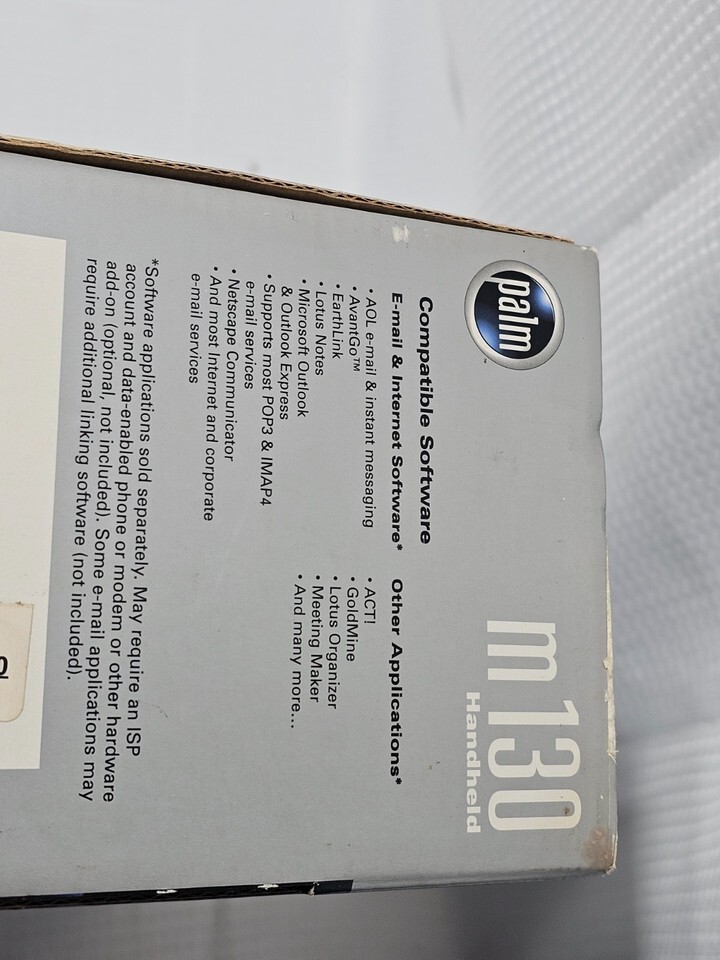 palm
m130
Handheld
Compatible Software
E-mail & Internet Software*
• AOL e-mail & instant messaging
• AvantGo™
• EarthLink
• Lotus Notes
• Microsoft Outlook
& Outlook Express
• Supports most POP3 & IMAP4
e-mail services
• Netscape Communicator
• And most Internet and corporate
e-mail services
Other Applications*
• ACT!
• GoldMine
• Lotus Organizer
• Meeting Maker
• And many more...
*Software applications sold separately. May require an ISP
account and data-enabled phone or modem or other hardware
add-on (optional, not included). Some e-mail applications may
require additional linking software (not included).